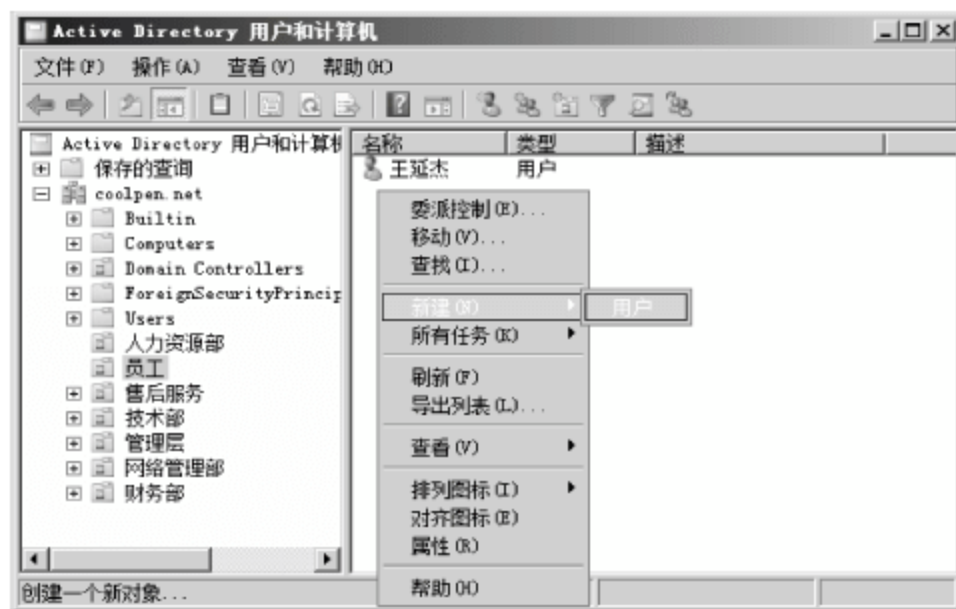 Active Directory 用户和计算机
文件(F) 操作(A) 查看(V) 帮助(H)
Active Directory 用户和计算机
保存的查询
coolpen.net
Builtin
Computers
Domain Controllers
ForeignSecurityPrincip
Users
人力资源部
员工
售后服务
技术部
管理层
网络管理部
财务部
名称 类型 描述
王延杰 用户
委派控制(E)...
移动(V)...
查找(I)...
新建(N)
用户
所有任务(K)
刷新(F)
导出列表(L)...
查看(V)
排列图标(I)
对齐图标(E)
属性(R)
帮助(H)
创建一个新对象...